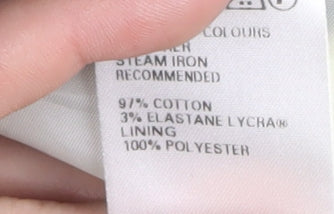 COLOURS
STEAM IRON
RECOMMENDED
97% COTTON
3% ELASTANE LYCRA®
LINING
100% POLYESTER